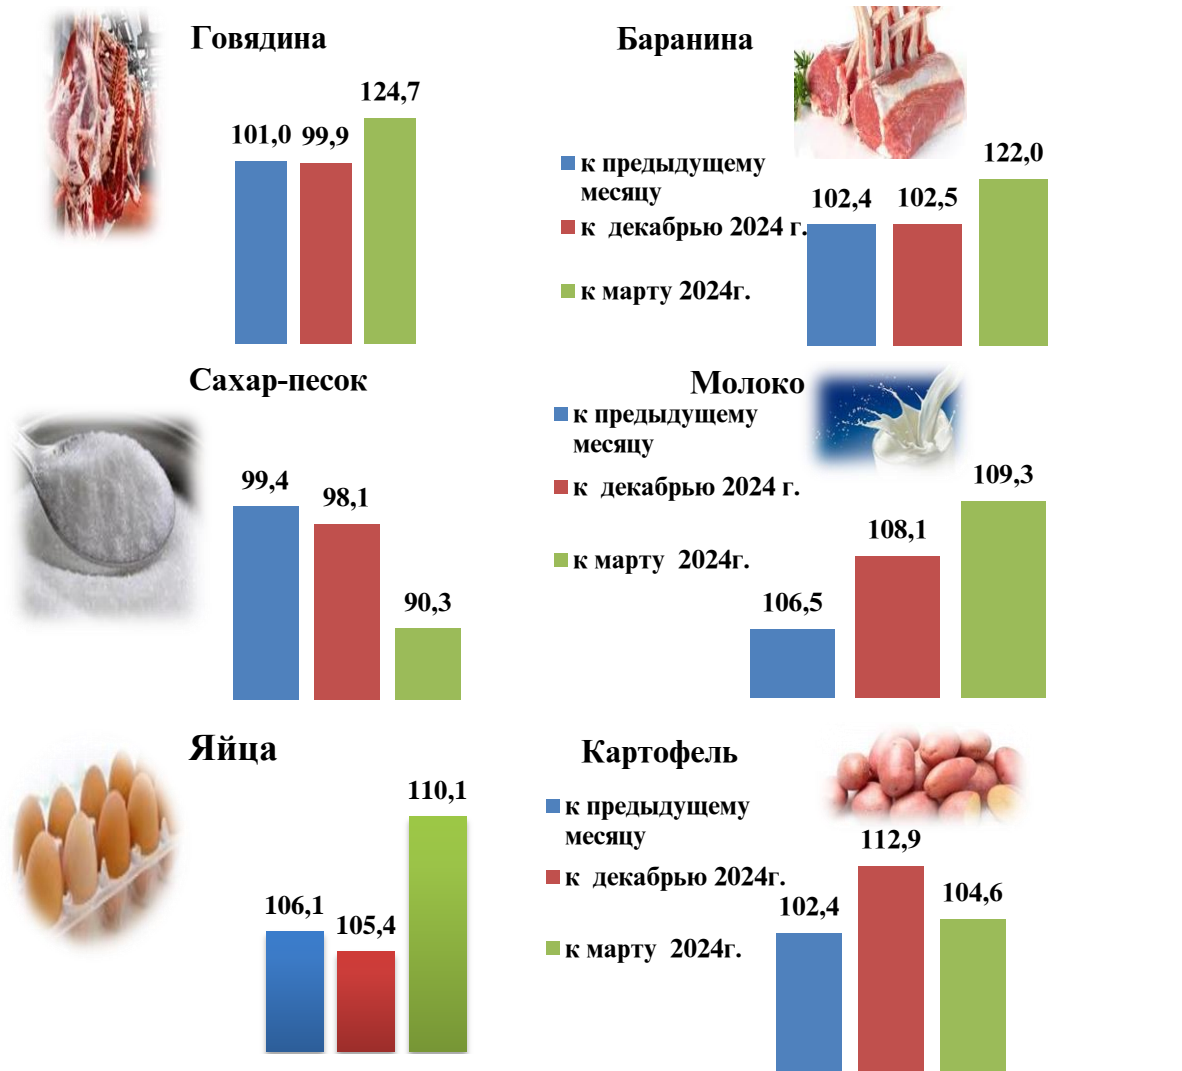 Говядина
124,7
101,0
99,9
Баранина
к предыдущему
месяцу
к  декабрью 2024 г.
к марту 2024г.
102,4
102,5
122,0
Сахар-песок
99,4
98,1
90,3
Молоко
к предыдущему
месяцу
к  декабрью 2024 г.
к марту  2024г.
106,5
108,1
109,3
Яйца
106,1
105,4
110,1
Картофель
к предыдущему
месяцу
к  декабрью 2024г.
к марту  2024г.
102,4
112,9
104,6